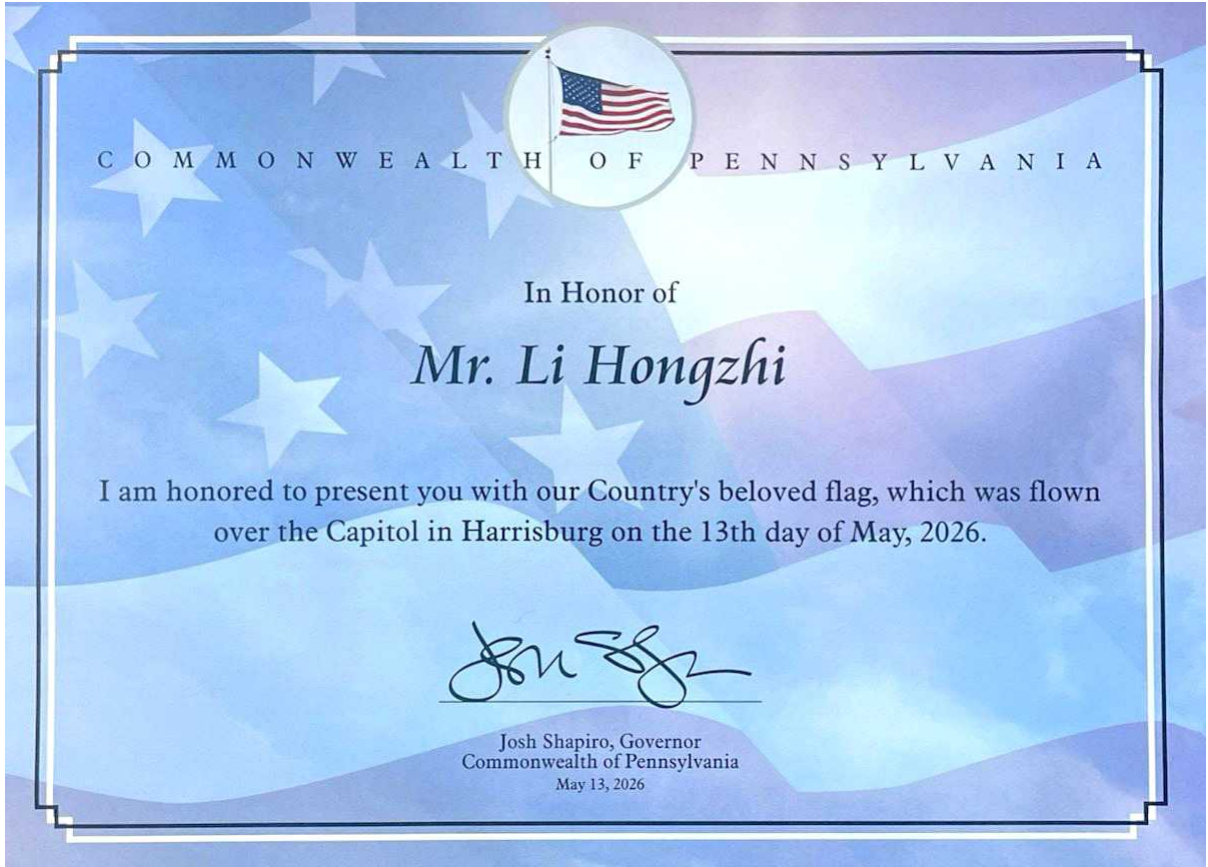 COMMONWEALTH OF PENNSYLVANIA
In Honor of
Mr. Li Hongzhi
I am honored to present you with our Country's beloved flag, which was flown
over the Capitol in Harrisburg on the 13th day of May, 2026.
Josh Shapiro, Governor
Commonwealth of Pennsylvania
May 13, 2026